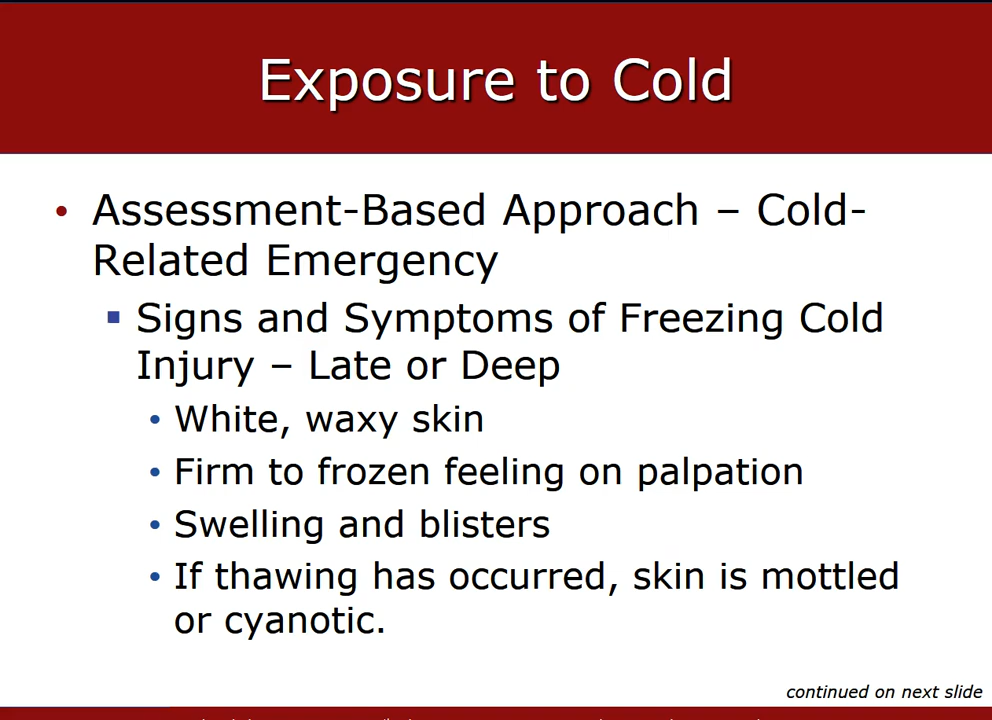 Exposure to Cold
• Assessment-Based Approach – Cold-
Related Emergency
▪ Signs and Symptoms of Freezing Cold
Injury – Late or Deep
• White, waxy skin
• Firm to frozen feeling on palpation
• Swelling and blisters
• If thawing has occurred, skin is mottled
or cyanotic.
continued on next slide